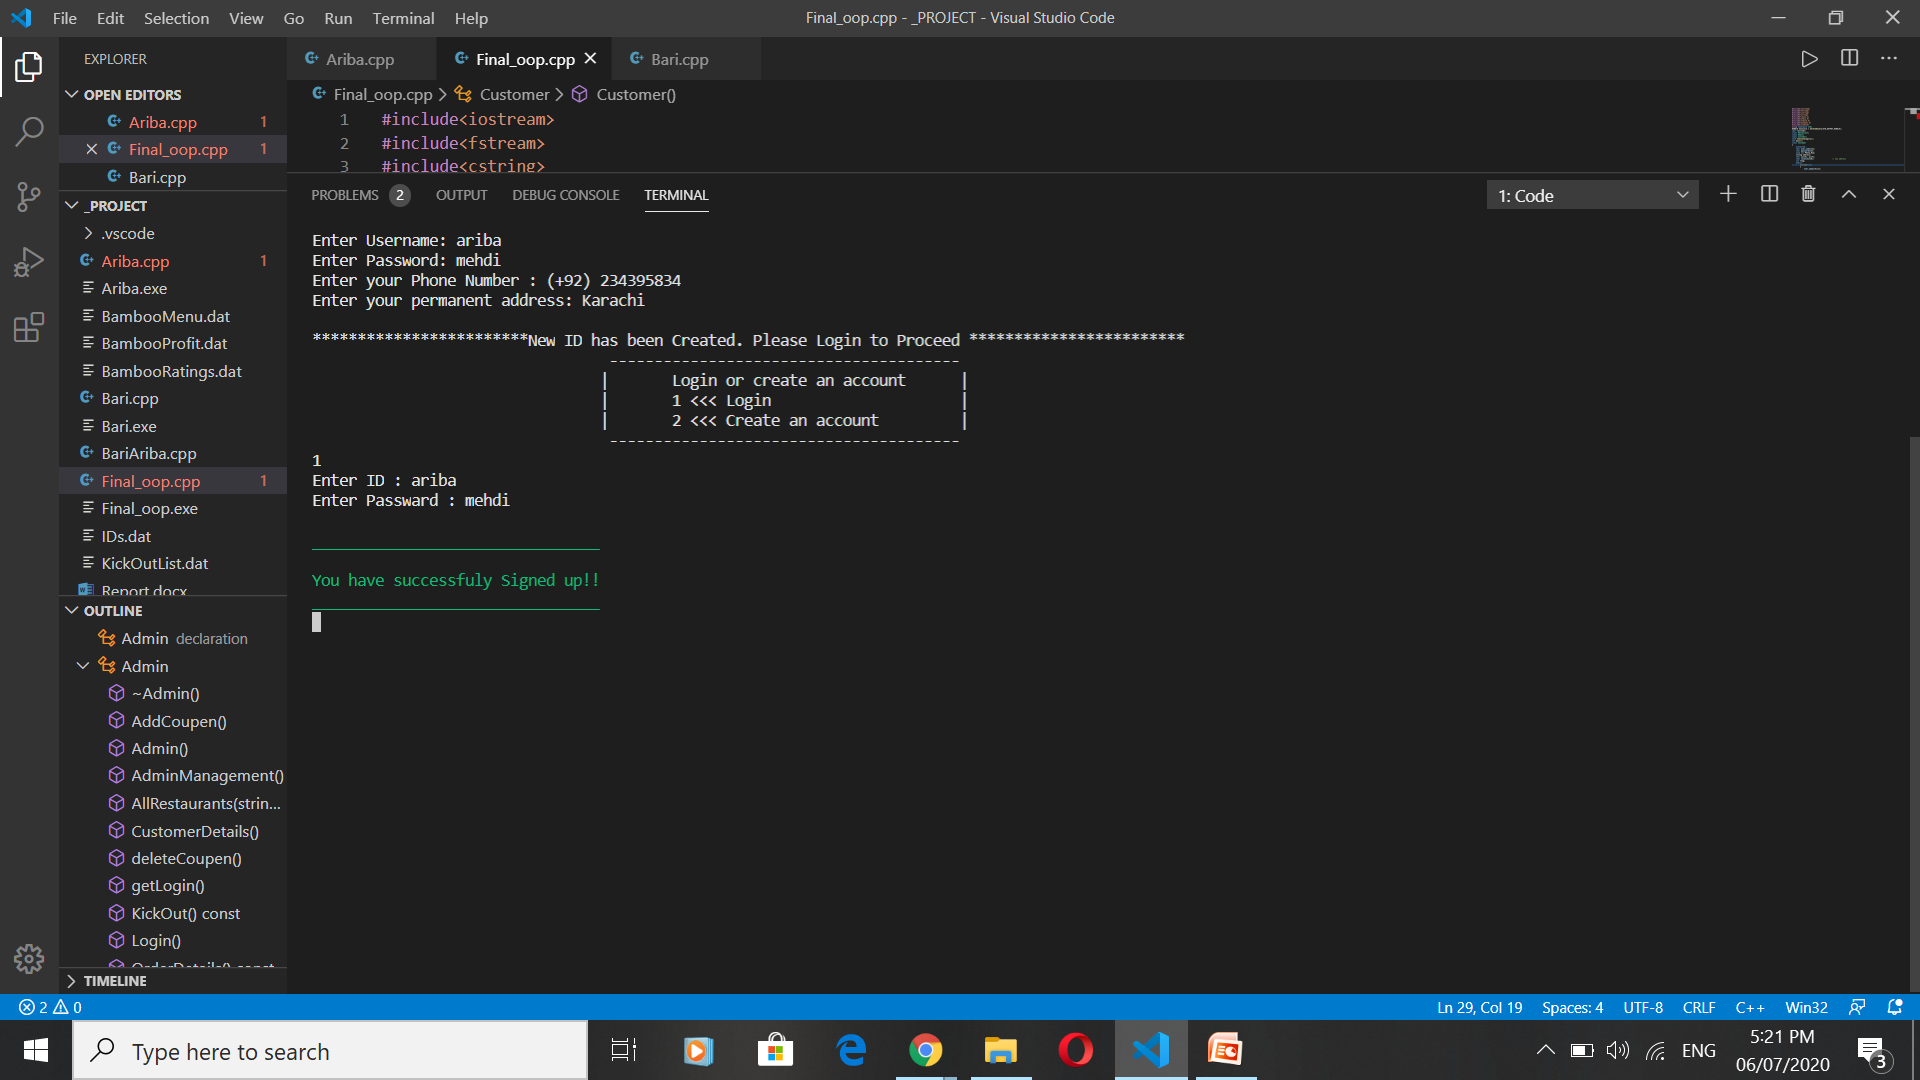 File Edit Selection View Go Run Terminal Help
Final_oop.cpp - _PROJECT - Visual Studio Code
EXPLORER
OPEN EDITORS
Ariba.cpp 1
Final_oop.cpp 1
Bari.cpp
_PROJECT
.vscode
Ariba.cpp 1
Ariba.exe
BambooMenu.dat
BambooProfit.dat
BambooRatings.dat
Bari.cpp
Bari.exe
BariAriba.cpp
Final_oop.cpp 1
Final_oop.exe
IDs.dat
KickOutList.dat
Report.docx
OUTLINE
Admin declaration
Admin
~Admin()
AddCoupen()
Admin()
AdminManagement()
AllRestaurants(strin...
CustomerDetails()
deleteCoupen()
getLogin()
KickOut() const
Login()
OrderDetails() const
TIMELINE
Ariba.cpp Final_oop.cpp Bari.cpp
Final_oop.cpp > Customer > Customer()
1 #include<iostream>
2 #include<fstream>
3 #include<cstring>
PROBLEMS 2 OUTPUT DEBUG CONSOLE TERMINAL
1: Code
Enter Username: ariba
Enter Password: mehdi
Enter your Phone Number : (+92) 234395834
Enter your permanent address: Karachi
************************New ID has been Created. Please Login to Proceed ************************
---------------------------------------
| Login or create an account |
| 1 <<< Login |
| 2 <<< Create an account |
---------------------------------------
1
Enter ID : ariba
Enter Passward : mehdi
________________________________
You have successfuly Signed up!!
________________________________
2 0
Ln 29, Col 19 Spaces: 4 UTF-8 CRLF C++ Win32
Type here to search
ENG
5:21 PM
06/07/2020
3